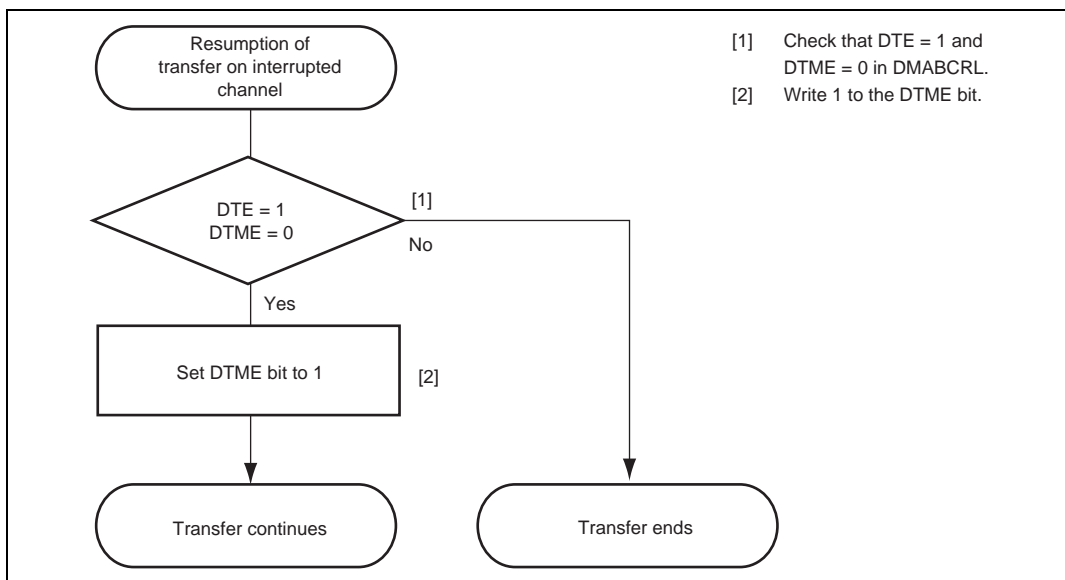 Resumption of
transfer on interrupted
channel
[1] Check that DTE = 1 and
DTME = 0 in DMABCRL.
[2] Write 1 to the DTME bit.
DTE = 1
DTME = 0
[1]
No
Yes
Set DTME bit to 1
[2]
Transfer continues
Transfer ends